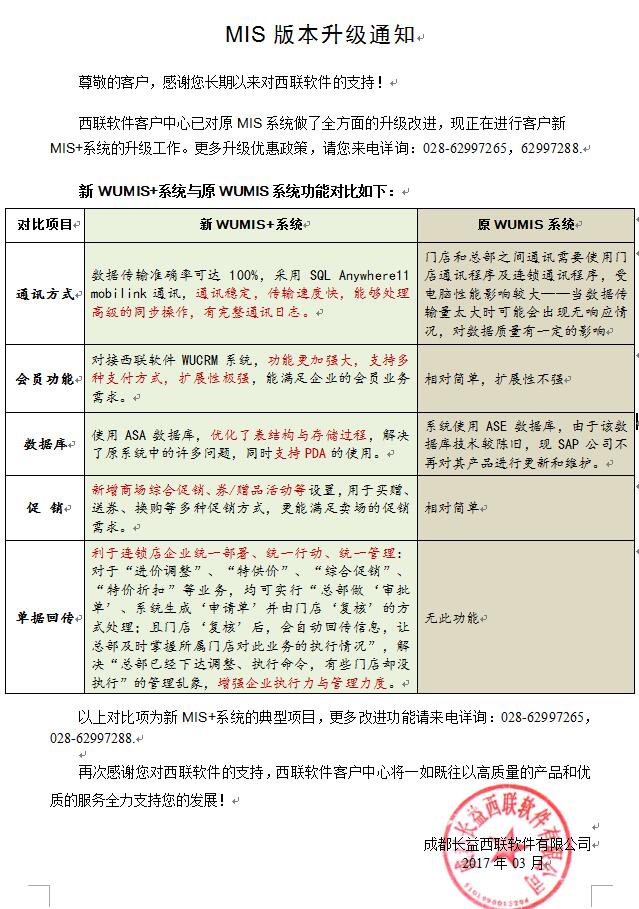 MIS 版本升级通知
尊敬的客户，感谢您长期以来对西联软件的支持！
西联软件客户中心已对原 MIS 系统做了全方面的升级改进，现正在进行客户新
MIS+系统的升级工作。更多升级优惠政策，请您来电详询：028-62997265，62997288.
新 WUMIS+系统与原 WUMIS 系统功能对比如下：
对比项目 新 WUMIS+系统 原 WUMIS 系统
通讯方式
数据传输准确率可达 100%，采用 SQL Anywhere11
mobilink 通讯，通讯稳定，传输速度快，能够处理
高级的同步操作，有完整通讯日志。
门店和总部之间通讯需要使用门
店通讯程序及连锁通讯程序，受
电脑性能影响较大——当数据传
输量太大时可能会出现无响应情
况，对数据质量有一定的影响
会员功能
对接西联软件 WUCRM 系统，功能更加强大，支持多
种支付方式，扩展性极强，能满足企业的会员业务
需求。
相对简单，扩展性不强
数据库
使用 ASA 数据库，优化了表结构与存储过程，解决
了原系统中的许多问题，同时支持 PDA 的使用。
系统使用 ASE 数据库，由于该数
据库技术较陈旧，现 SAP 公司不
再对其产品进行更新和维护。
促 销
新增商场综合促销、券/赠品活动等设置，用于买赠、
送券、换购等多种促销方式，更能满足卖场的促销
需求。
相对简单
单据回传
利于连锁店企业统一部署、统一行动、统一管理：
对于“进价调整”、“特供价”、“综合促销”、
“特价折扣”等业务，均可实行“总部做‘审批
单’、系统生成‘申请单’并由门店‘复核’的方
式处理；且门店‘复核’后，会自动回传信息，让
总部及时掌握所属门店对此业务的执行情况”，解
决“总部已经下达调整、执行命令，有些门店却没
执行”的管理乱象，增强企业执行力与管理力度。
无此功能
以上对比项为新 MIS+系统的典型项目，更多改进功能请来电详询：028-62997265，
028-62997288.
再次感谢您对西联软件的支持，西联软件客户中心将一如既往以高质量的产品和优
质的服务全力支持您的发展！
成都长益西联软件有限公司
2017 年 03 月